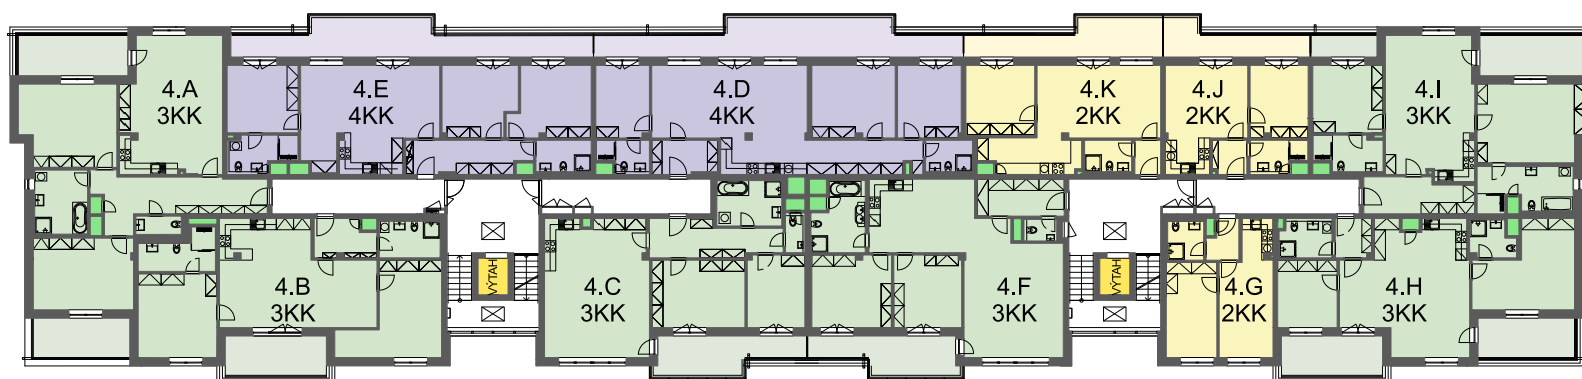 4.A
3KK
4.E
4KK
4.D
4KK
4.K
2KK
4.J
2KK
4.I
3KK
4.B
3KK
VÝTAH
4.C
3KK
4.F
3KK
VÝTAH
4.G
2KK
4.H
3KK